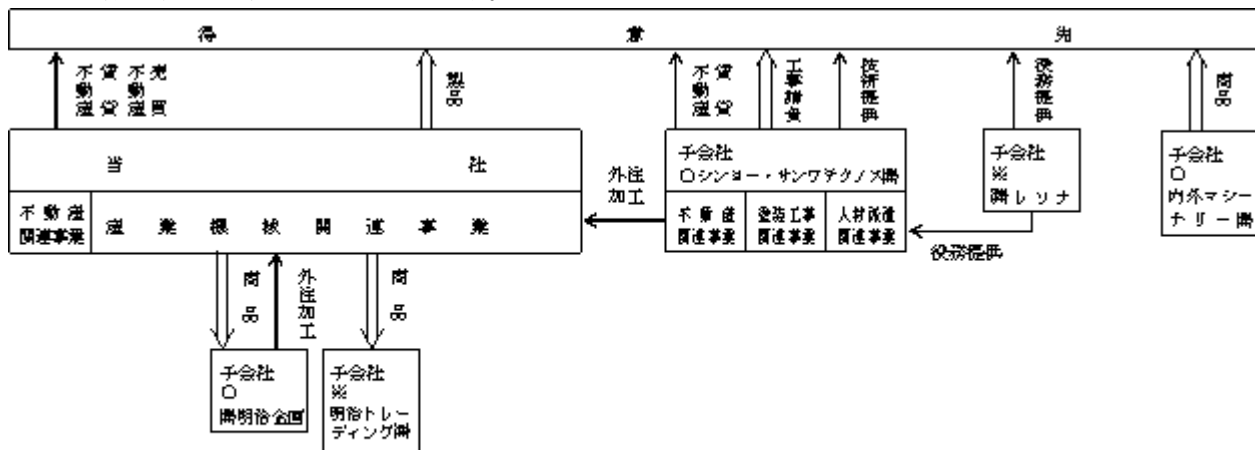 得意先
不動産賃貸
不動産売買
製品
不動産賃貸
工事請負
技術提供
役務提供
商品
当社
不動産
関連事業
産業機械関連事業
外注
加工
子会社
○シンヨー・サンワテクノス㈱
不動産
関連事業
塗装工事
関連事業
人材派遣
関連事業
子会社
※
㈱レソナ
役務提供
子会社
○
内外マシー
ナリー㈱
商品
外注加工
商品
子会社
○
㈱明治企画
子会社
※
明治トレー
ディング㈱